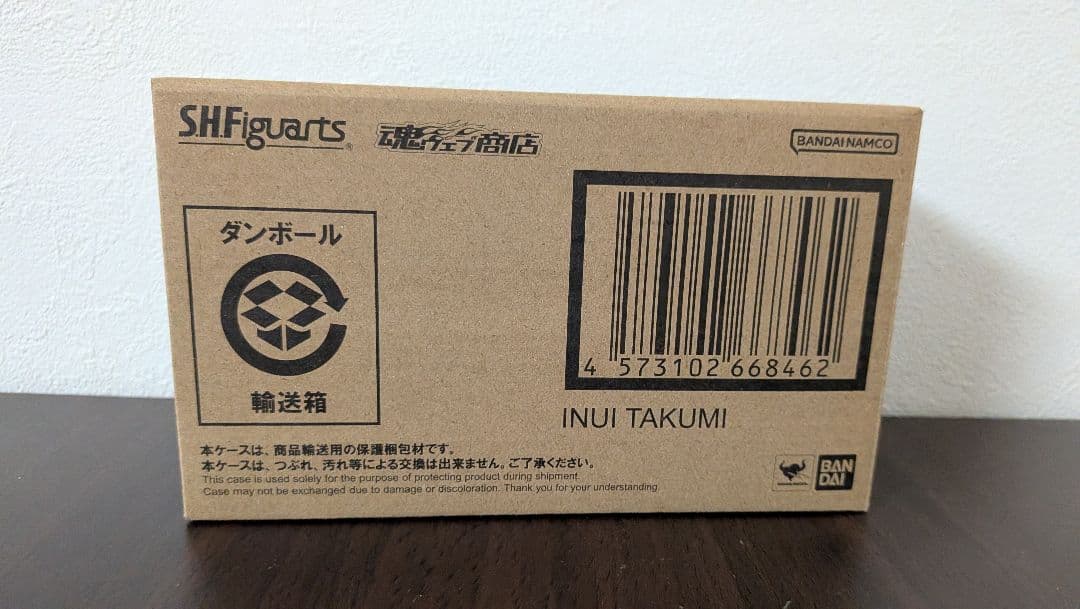 S.H.Figuarts
魂ウェブ商店
BANDAI NAMCO
ダンボール
輸送箱
4 573102 668462
INUI TAKUMI
本ケースは、商品輸送用の保護梱包材です。
本ケースは、つぶれ、汚れ等による交換は出来ません。ご了承ください。
This case is used solely for the purpose of protecting product during shipment.
Case may not be exchanged due to damage or discoloration. Thank you for your understanding.
BAN
DAI